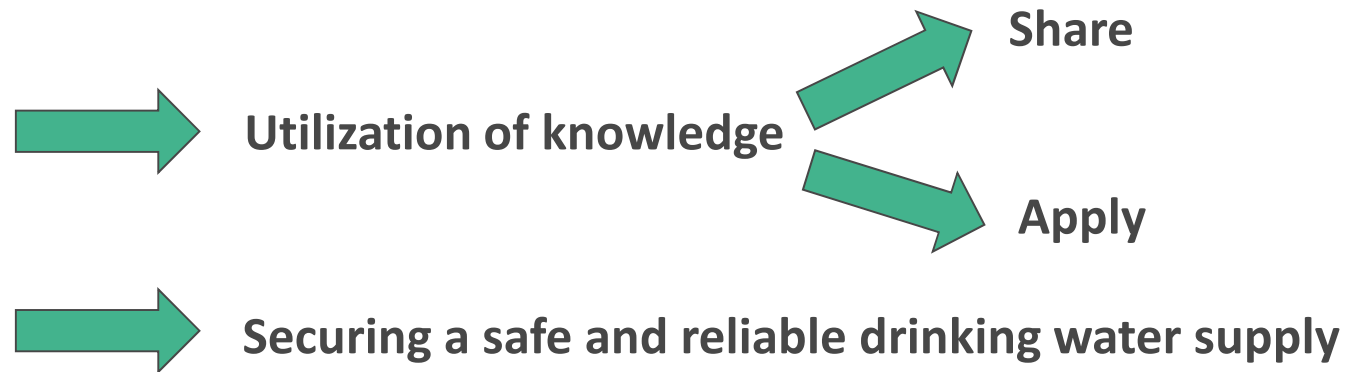 Share
Utilization of knowledge
Apply
Securing a safe and reliable drinking water supply